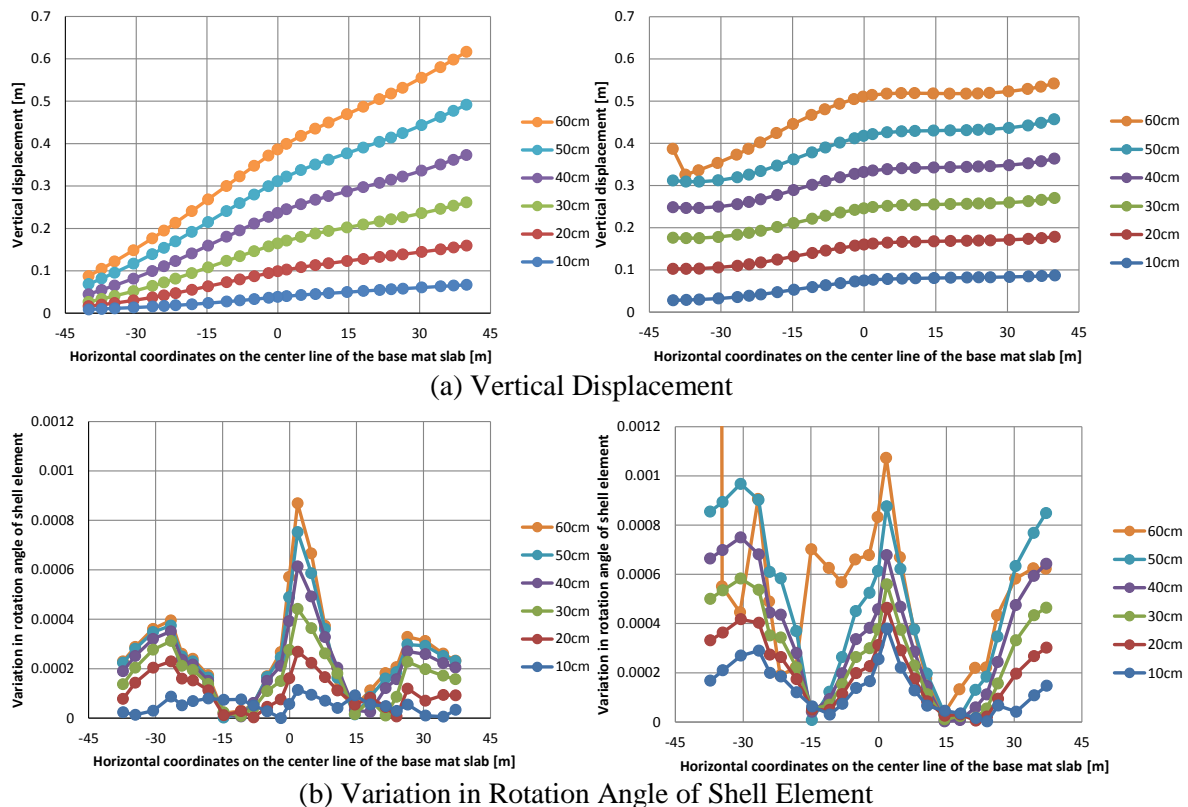 0.7
0.6
0.5
0.4
0.3
0.2
0.1
0
Vertical displacement [m]
-45 -30 -15 0 15 30 45
Horizontal coordinates on the center line of the base mat slab [m]
60cm
50cm
40cm
30cm
20cm
10cm
0.7
0.6
0.5
0.4
0.3
0.2
0.1
0
Vertical displacement [m]
-45 -30 -15 0 15 30 45
Horizontal coordinates on the center line of the base mat slab [m]
60cm
50cm
40cm
30cm
20cm
10cm
(a) Vertical Displacement
0.0012
0.001
0.0008
0.0006
0.0004
0.0002
0
Variation in rotation angle of shell element
-45 -30 -15 0 15 30 45
Horizontal coordinates on the center line of the base mat slab [m]
60cm
50cm
40cm
30cm
20cm
10cm
0.0012
0.001
0.0008
0.0006
0.0004
0.0002
0
Variation in rotation angle of shell element
-45 -30 -15 0 15 30 45
Horizontal coordinates on the center line of the base mat slab [m]
60cm
50cm
40cm
30cm
20cm
10cm
(b) Variation in Rotation Angle of Shell Element